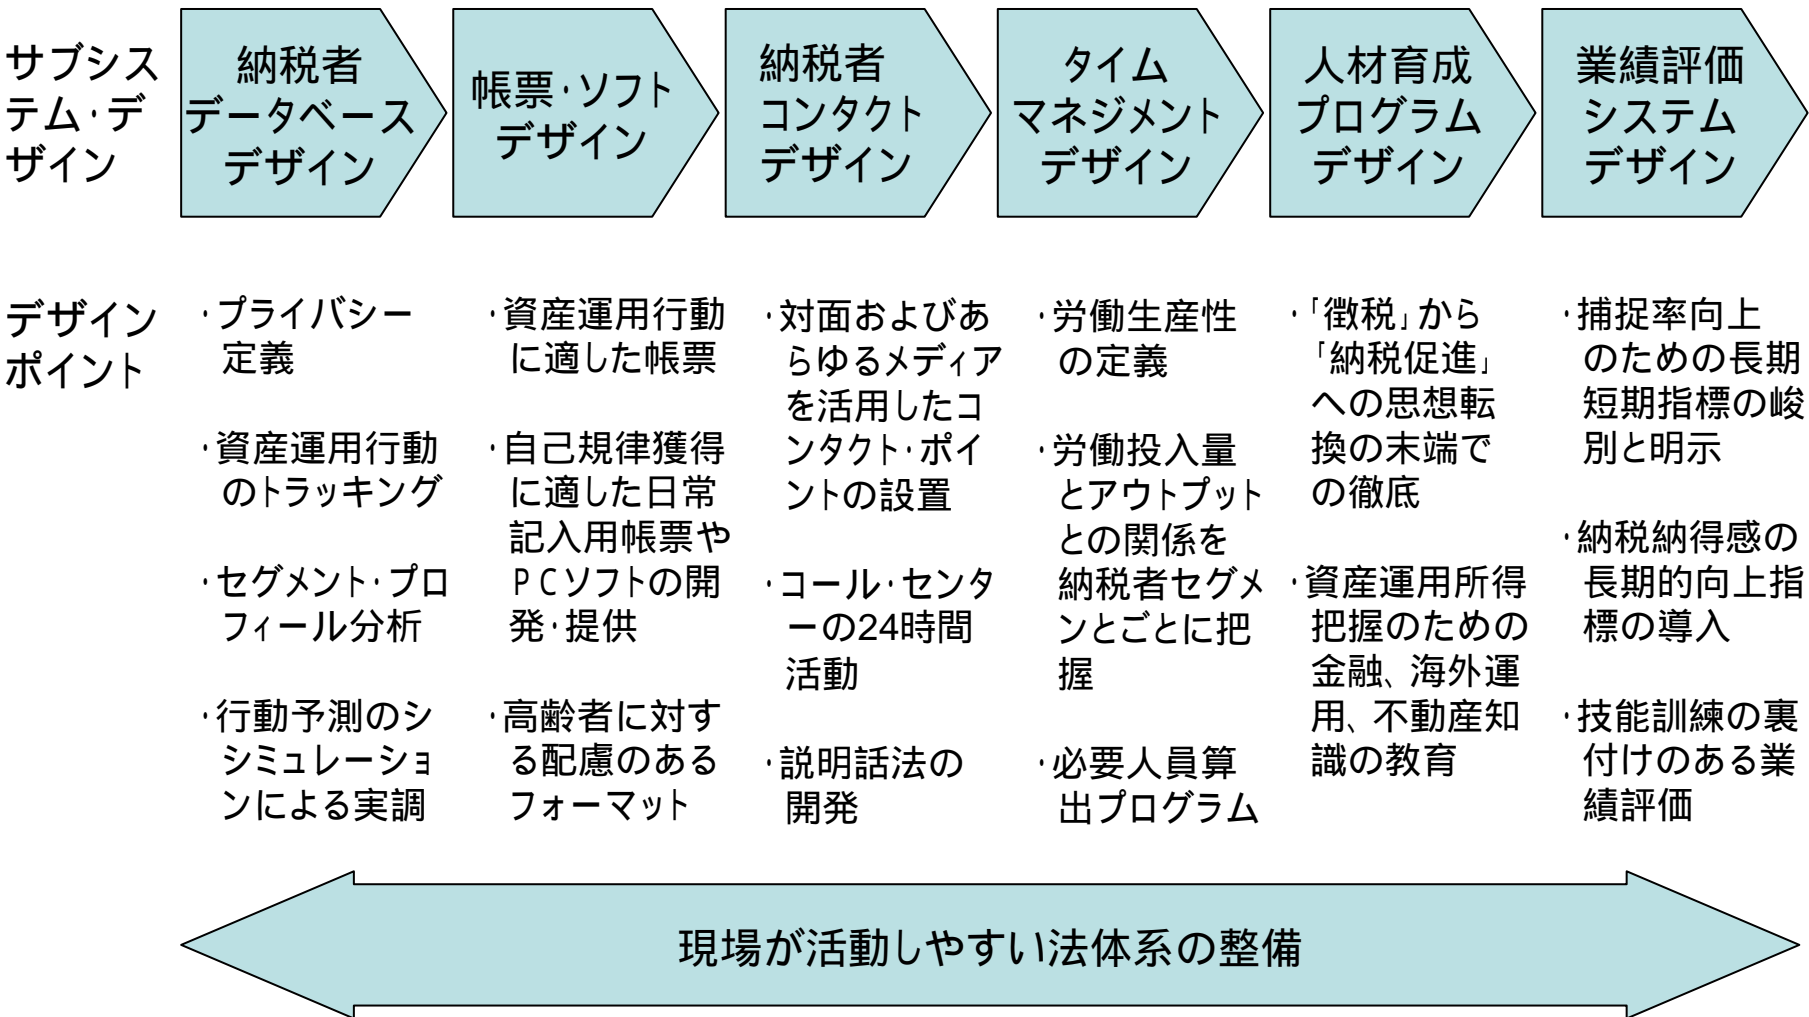 サブシス
テム・デ
ザイン
納税者
データベース
デザイン
帳票・ソフト
デザイン
納税者
コンタクト
デザイン
タイム
マネジメント
デザイン
人材育成
プログラム
デザイン
業績評価
システム
デザイン
デザイン
ポイント
・プライバシー
定義
・資産運用行動
のトラッキング
・セグメント・プロ
フィール分析
・行動予測のシ
シミュレーショ
ンによる実調
・資産運用行動
に適した帳票
・自己規律獲得
に適した日常
記入用帳票や
PCソフトの開
発・提供
・高齢者に対す
る配慮のある
フォーマット
・対面およびあ
らゆるメディア
を活用したコ
ンタクト・ポイ
ントの設置
・コール・センタ
ーの24時間
活動
・説明話法の
開発
・労働生産性
の定義
・労働投入量
とアウトプット
との関係を
納税者セグメ
ンとごとに把
握
・必要人員算
出プログラム
・「徴税」から
「納税促進」
への思想転
換の末端で
の徹底
・資産運用所得
把握のための
金融、海外運
用、不動産知
識の教育
・捕捉率向上
のための長期
短期指標の峻
別と明示
・納税納得感の
長期的向上指
標の導入
・技能訓練の裏
付けのある業
績評価
現場が活動しやすい法体系の整備